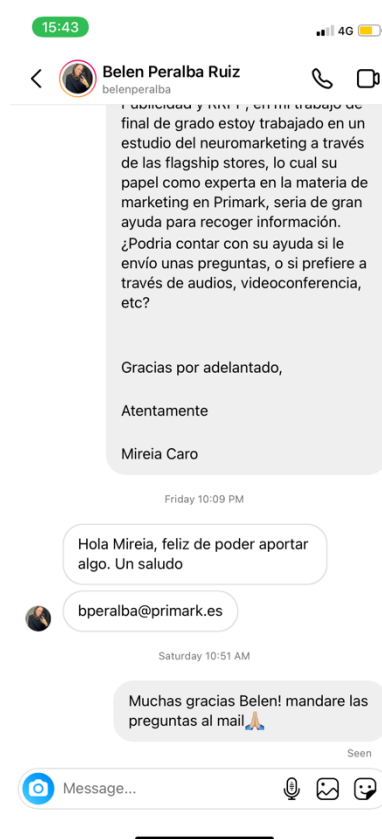 15:43
4G
Belen Peralba Ruiz
belenperalba
Publicidad y RRPP, en mi trabajo de
final de grado estoy trabajado en un
estudio del neuromarketing a través
de las flagship stores, lo cual su
papel como experta en la materia de
marketing en Primark, seria de gran
ayuda para recoger información.
¿Podria contar con su ayuda si le
envío unas preguntas, o si prefiere a
través de audios, videoconferencia,
etc?
Gracias por adelantado,
Atentamente
Mireia Caro
Friday 10:09 PM
Hola Mireia, feliz de poder aportar
algo. Un saludo
bperalba@primark.es
Saturday 10:51 AM
Muchas gracias Belen! mandare las
preguntas al mail🙏🏼
Seen
Message...